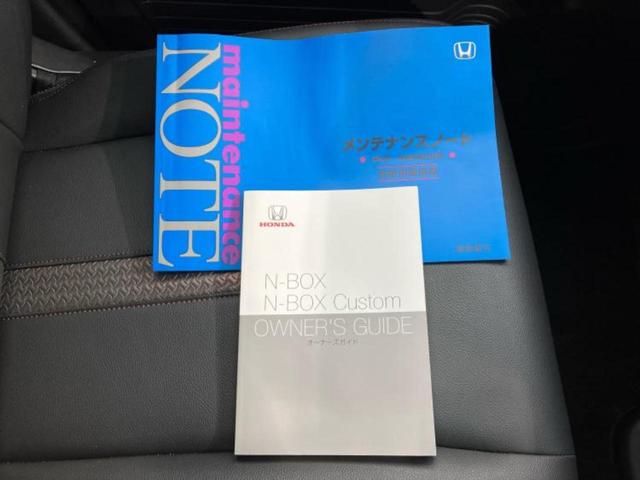 maintenance
NOTE
メンテナンスノート
HONDA
N-BOX
N-BOX Custom
OWNER'S GUIDE
オーナーズガイド